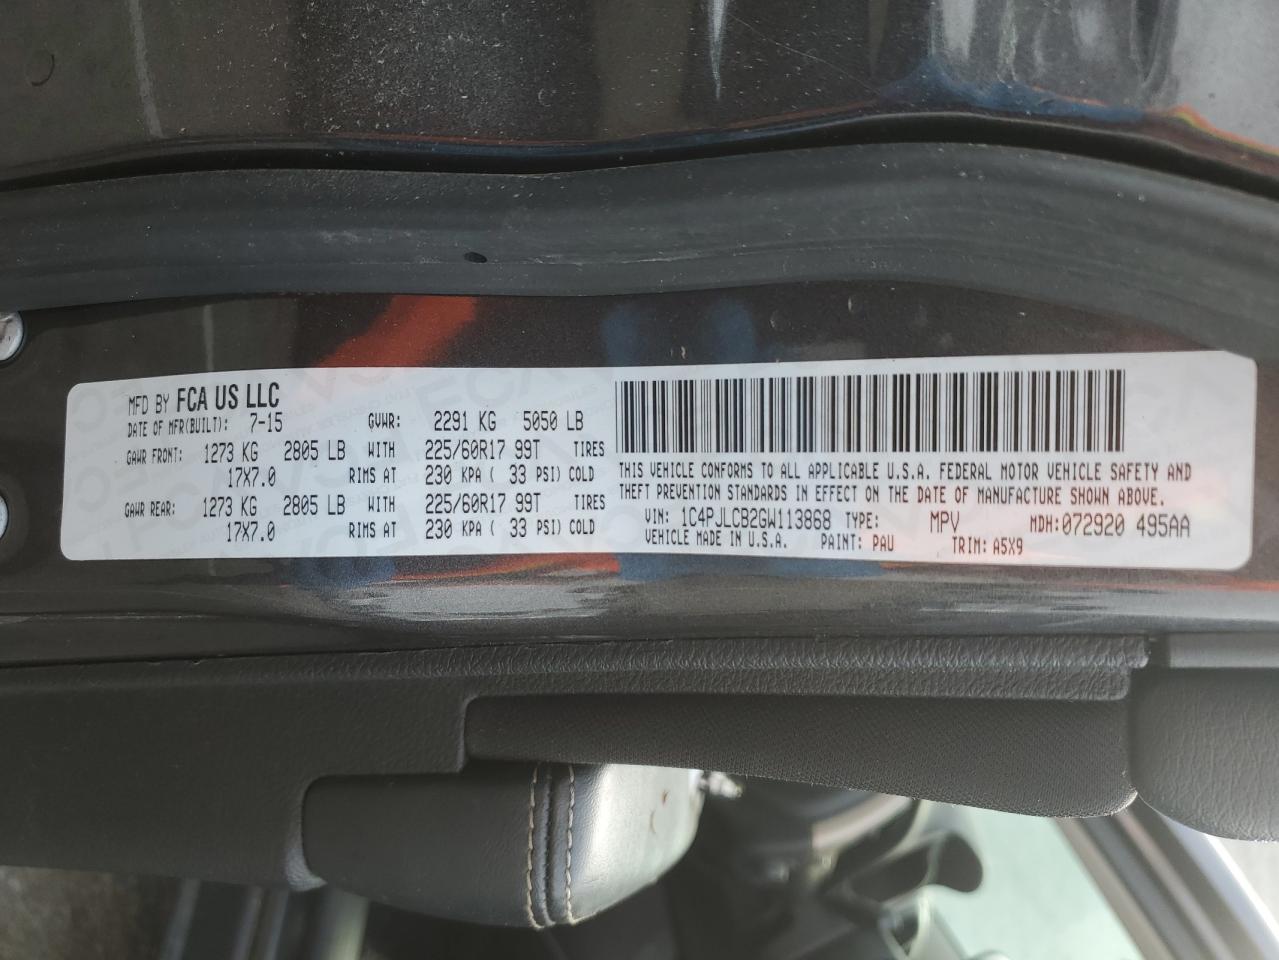 MFD BY FCA US LLC
DATE OF MFR(BUILT): 7-15 GVWR: 2291 KG 5050 LB
GAWR FRONT: 1273 KG 2805 LB WITH 225/60R17 99T TIRES
17X7.0 RIMS AT 230 KPA ( 33 PSI) COLD
GAWR REAR: 1273 KG 2805 LB WITH 225/60R17 99T TIRES
17X7.0 RIMS AT 230 KPA ( 33 PSI) COLD
THIS VEHICLE CONFORMS TO ALL APPLICABLE U.S.A. FEDERAL MOTOR VEHICLE SAFETY AND
THEFT PREVENTION STANDARDS IN EFFECT ON THE DATE OF MANUFACTURE SHOWN ABOVE.
VIN: 1C4PJLCB2GW113868 TYPE: MPV MDH:072920 495AA
VEHICLE MADE IN U.S.A. PAINT: PAU TRIM: A5X9